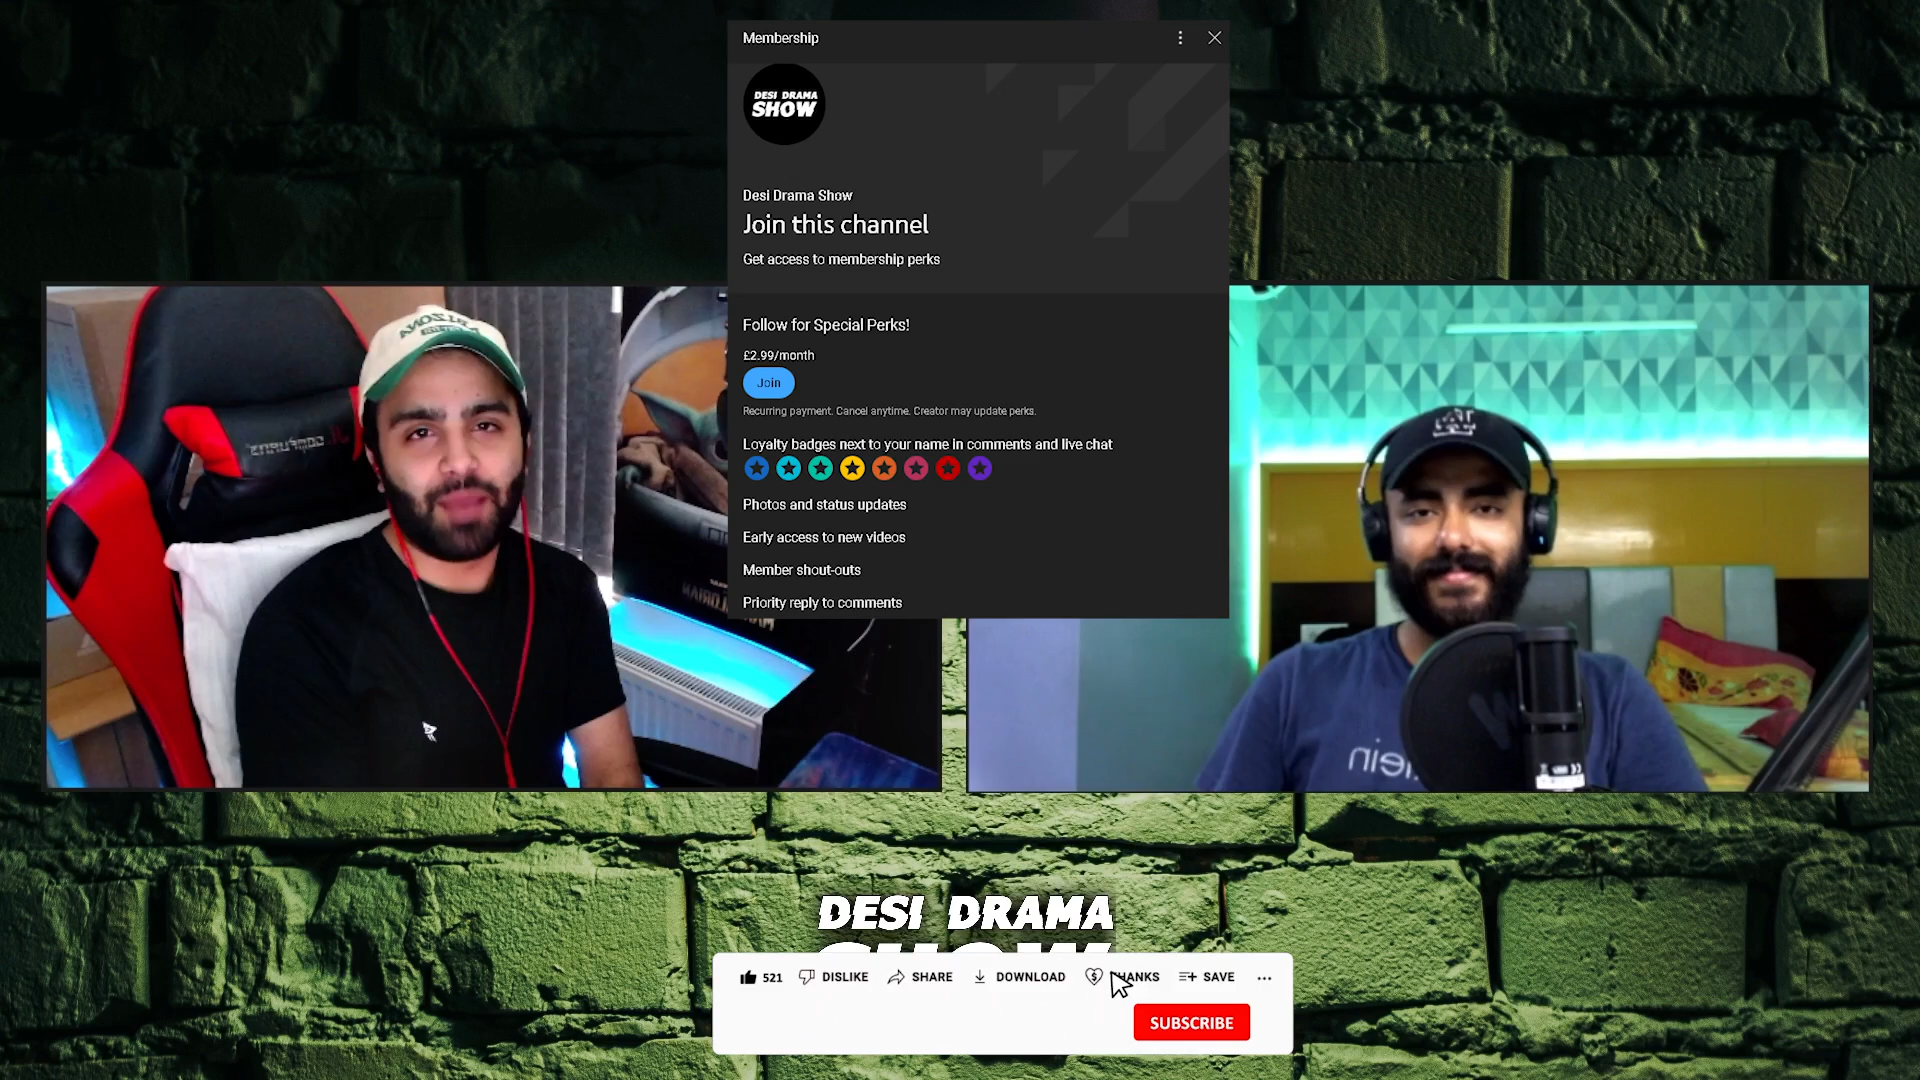 Membership
DESI DRAMA
SHOW
Desi Drama Show
Join this channel
Get access to membership perks
Follow for Special Perks!
£2.99/month
Join
Recurring payment. Cancel anytime. Creator may update perks.
Loyalty badges next to your name in comments and live chat
Photos and status updates
Early access to new videos
Member shout-outs
Priority reply to comments
ARIZONA
DESI DRAMA
521 DISLIKE SHARE DOWNLOAD SAVE
SUBSCRIBE